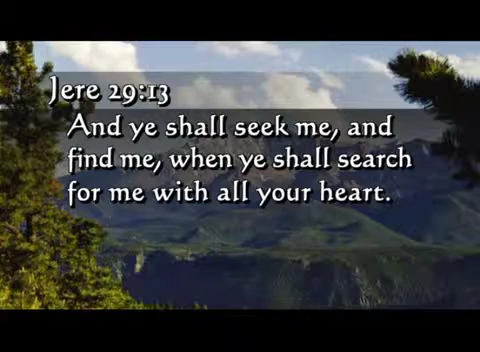 Jere 29:13
And ye shall seek me, and
find me, when ye shall search
for me with all your heart.